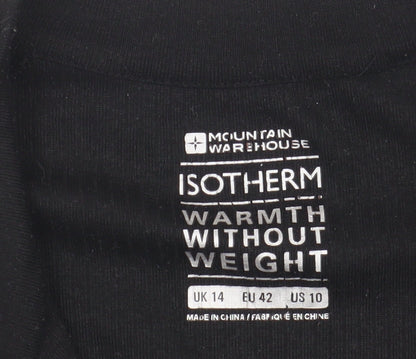 MOUNTAIN
WAREHOUSE
ISOTHERM
WARMTH
WITHOUT
WEIGHT
UK 14 EU 42 US 10
MADE IN CHINA / FABRIQUÉ EN CHINE